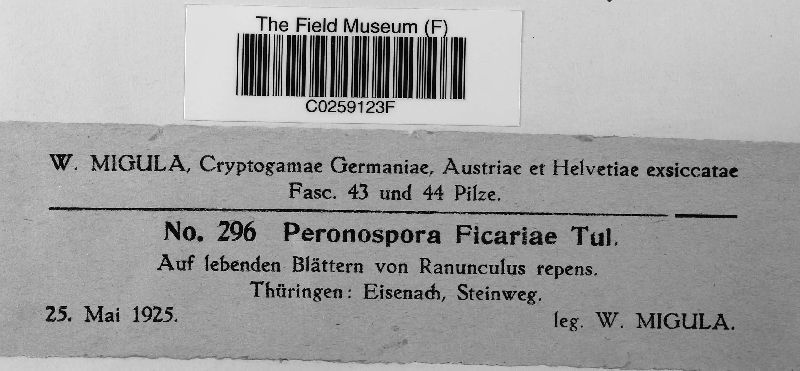 The Field Museum (F)
C0259123F
W. MIGULA, Cryptogamae Germaniae, Austriae et Helvetiae exsiccatae
Fasc. 43 und 44 Pilze.
No. 296 Peronospora Ficariae Tul.
Auf lebenden Blättern von Ranunculus repens.
Thüringen: Eisenach, Steinweg.
25. Mai 1925.
leg. W. MIGULA.